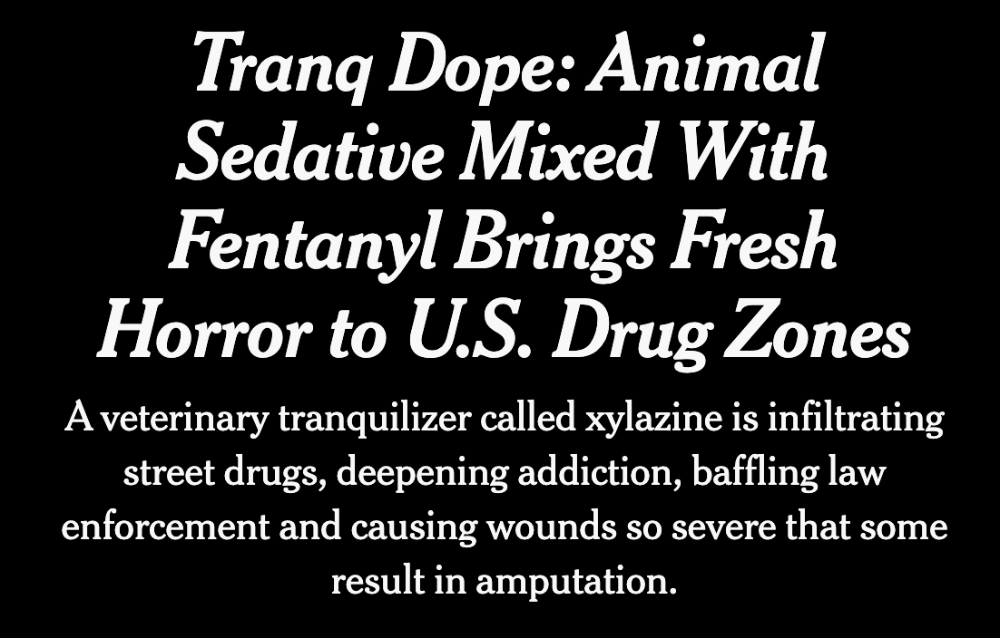 Tranq Dope: Animal
Sedative Mixed With
Fentanyl Brings Fresh
Horror to U.S. Drug Zones
A veterinary tranquilizer called xylazine is infiltrating
street drugs, deepening addiction, baffling law
enforcement and causing wounds so severe that some
result in amputation.